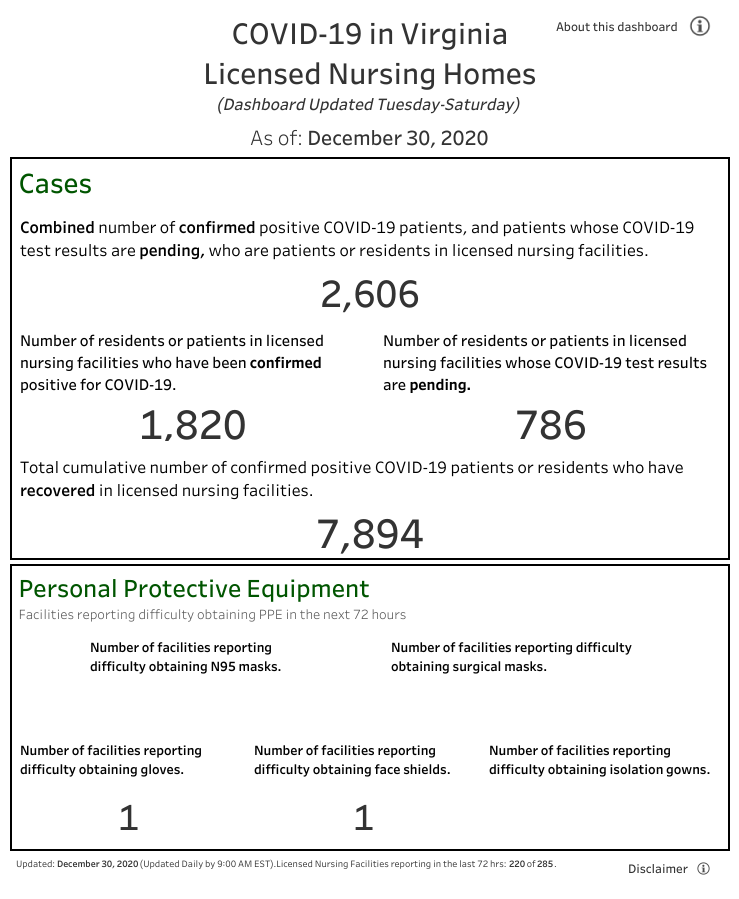 COVID-19 in Virginia
Licensed Nursing Homes
About this dashboard
(Dashboard Updated Tuesday-Saturday)
As of: December 30, 2020
Cases
Combined number of confirmed positive COVID-19 patients, and patients whose COVID-19
test results are pending, who are patients or residents in licensed nursing facilities.
2,606
Number of residents or patients in licensed
nursing facilities who have been confirmed
positive for COVID-19.
1,820
Number of residents or patients in licensed
nursing facilities whose COVID-19 test results
are pending.
786
Total cumulative number of confirmed positive COVID-19 patients or residents who have
recovered in licensed nursing facilities.
7,894
Personal Protective Equipment
Facilities reporting difficulty obtaining PPE in the next 72 hours
Number of facilities reporting
difficulty obtaining N95 masks.
Number of facilities reporting difficulty
obtaining surgical masks.
Number of facilities reporting
difficulty obtaining gloves.
1
Number of facilities reporting
difficulty obtaining face shields.
1
Number of facilities reporting
difficulty obtaining isolation gowns.
Updated: December 30, 2020 (Updated Daily by 9:00 AM EST).Licensed Nursing Facilities reporting in the last 72 hrs: 220 of 285.
Disclaimer